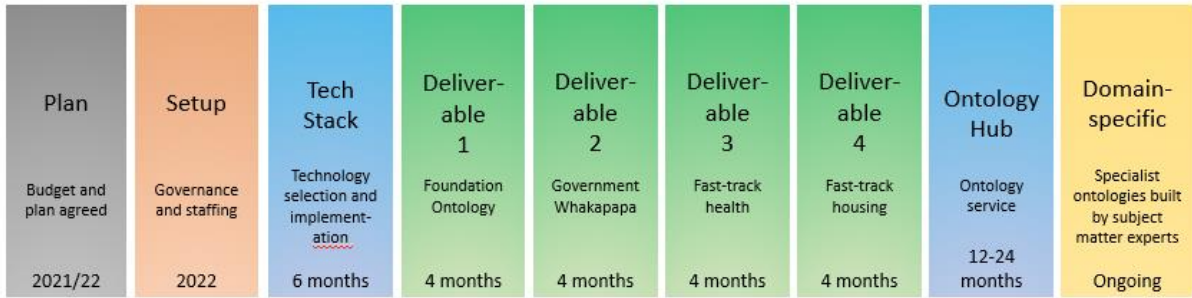 Plan
Budget and
plan agreed
2021/22
Setup
Governance
and staffing
2022
Tech
Stack
Technology
selection and
implement-
ation
6 months
Deliver-
able
1
Foundation
Ontology
4 months
Deliver-
able
2
Government
Whakapapa
4 months
Deliver-
able
3
Fast-track
health
4 months
Deliver-
able
4
Fast-track
housing
4 months
Ontology
Hub
Ontology
service
12-24
months
Domain-
specific
Specialist
ontologies built
by subject
matter experts
Ongoing